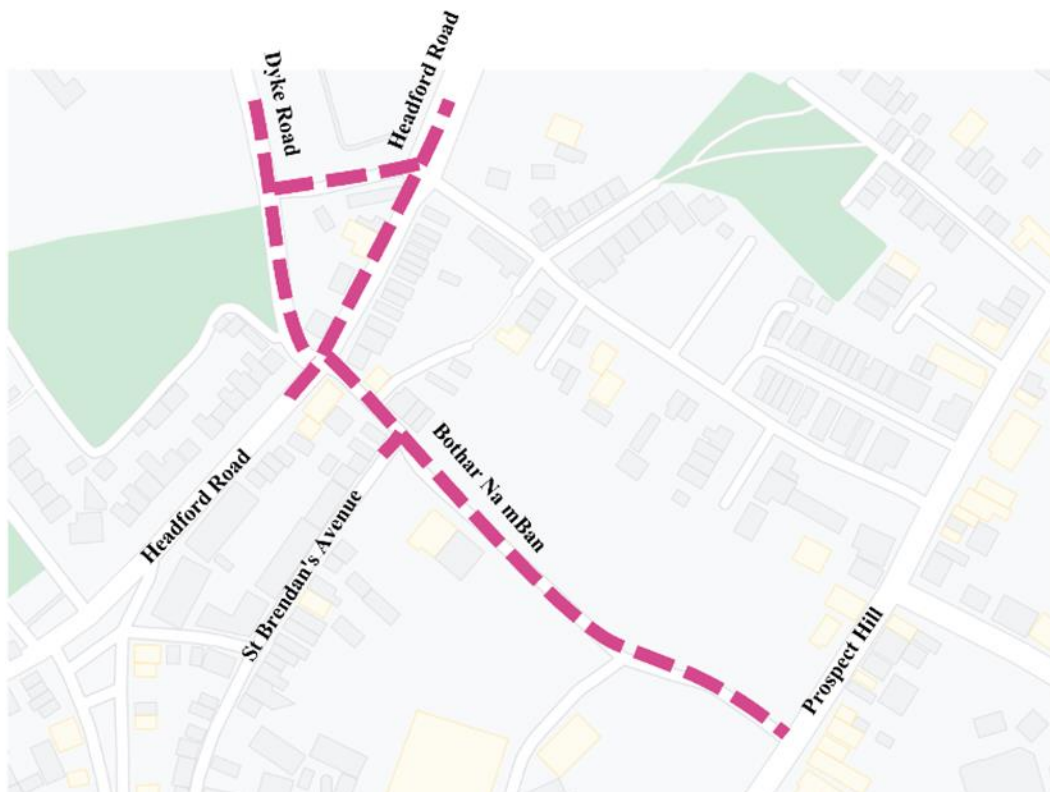 Dyke Road
Headford Road
Bothar Na mBan
Headford Road
St Brendan's Avenue
Prospect Hill